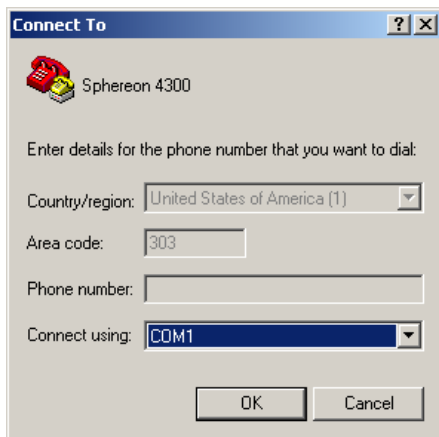 Connect To
Sphereon 4300
Enter details for the phone number that you want to dial:
Country/region: United States of America (1)
Area code: 303
Phone number:
Connect using: COM1
OK Cancel